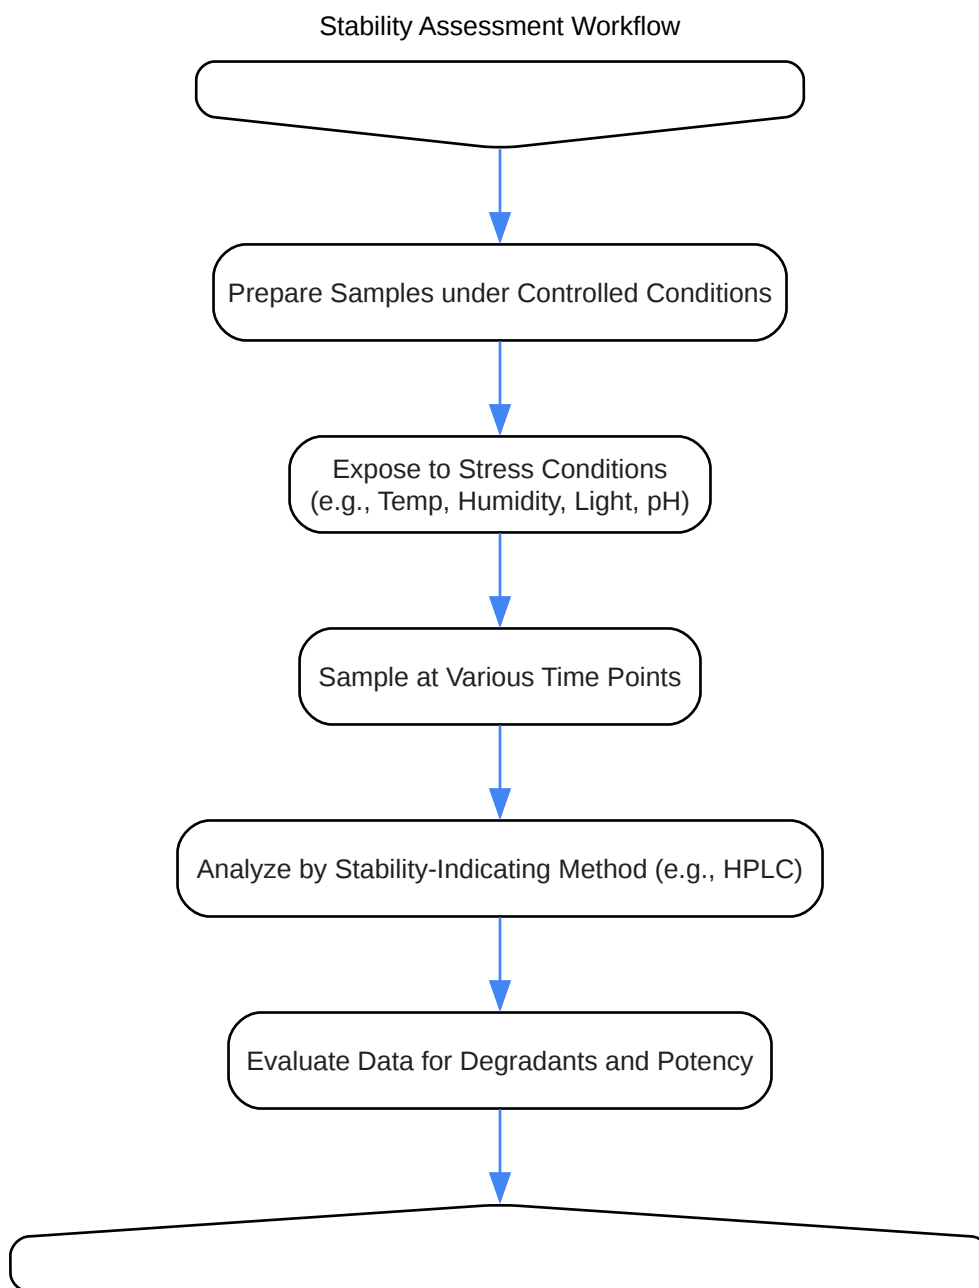 Stability Assessment Workflow
Prepare Samples under Controlled Conditions
Expose to Stress Conditions
(e.g., Temp, Humidity, Light, pH)
Sample at Various Time Points
Analyze by Stability-Indicating Method (e.g., HPLC)
Evaluate Data for Degradants and Potency